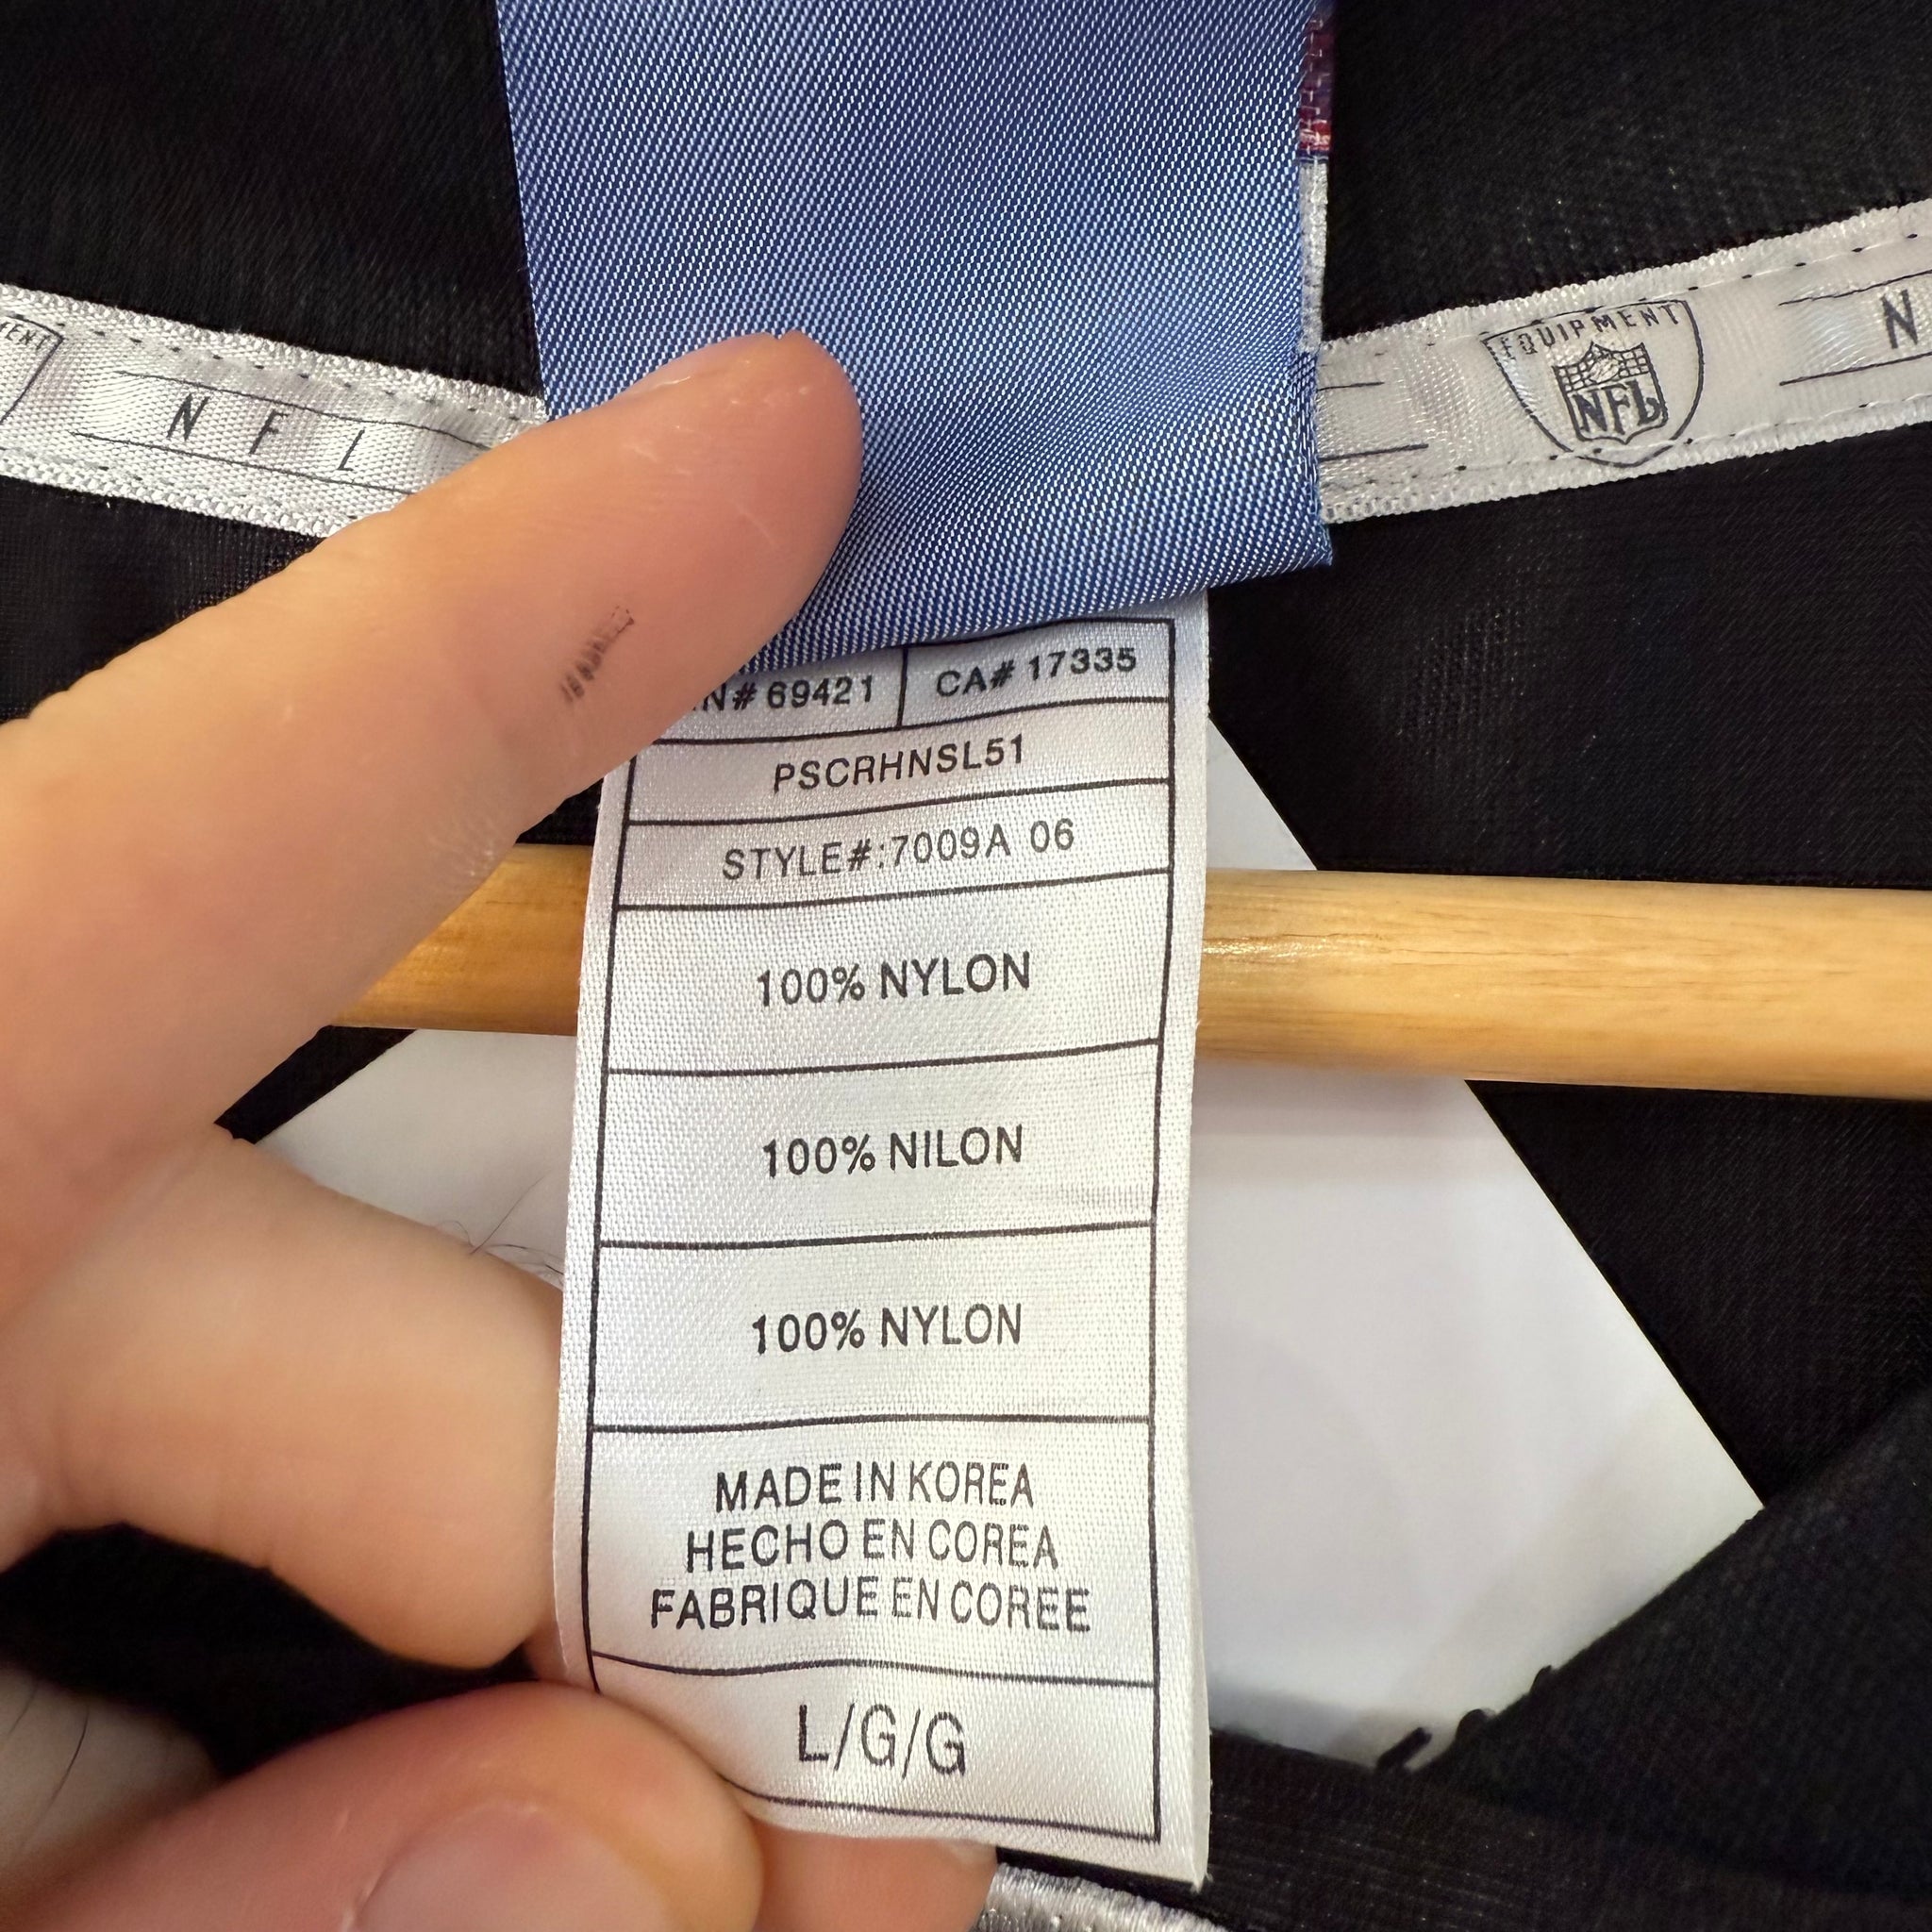 N F L
EQUIPMENT
NFL
N
N# 69421 CA# 17335
PSCRHNSL51
STYLE#:7009A 06
100% NYLON
100% NILON
100% NYLON
MADE IN KOREA
HECHO EN COREA
FABRIQUE EN COREE
L/G/G